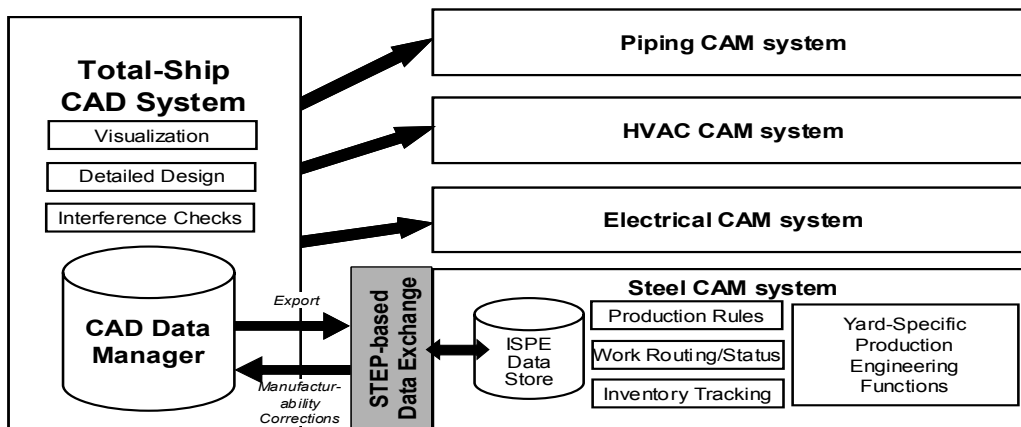 Total-Ship
CAD System
Visualization
Detailed Design
Interference Checks
CAD Data
Manager
Export
Manufactur-
ability
Corrections
STEP-based
Data Exchange
Piping CAM system
HVAC CAM system
Electrical CAM system
Steel CAM system
ISPE
Data
Store
Production Rules
Work Routing/Status
Inventory Tracking
Yard-Specific
Production
Engineering
Functions